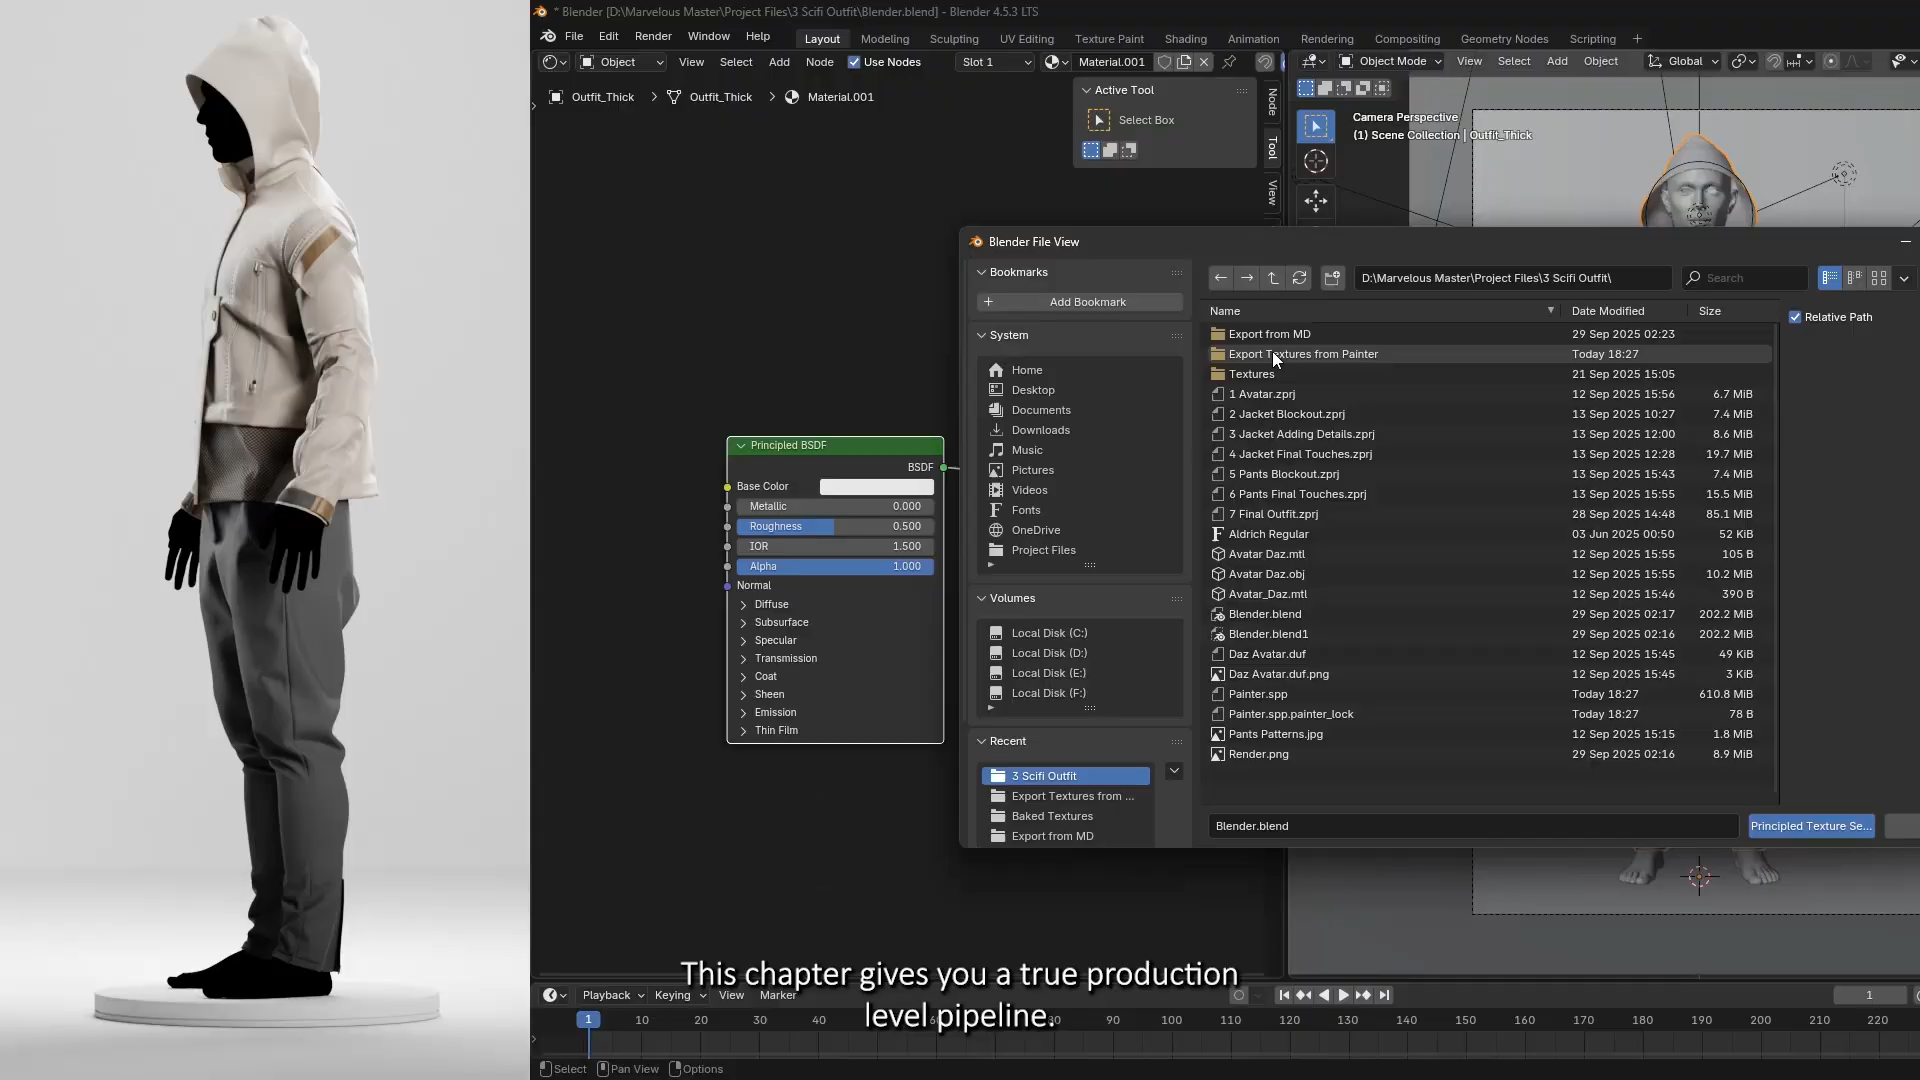 * Blender [D:\Marvelous Master\Project Files\3 Scifi Outfit\Blender.blend] - Blender 4.5.3 LTS
File Edit Render Window Help Layout Modeling Sculpting UV Editing Texture Paint Shading Animation Rendering Compositing Geometry Nodes Scripting +
Object View Select Add Node Use Nodes Slot 1 Material.001 Object Mode View Select Add Object Global
Outfit_Thick > Outfit_Thick > Material.001
Active Tool
Select Box
Node
Tool
View
Camera Perspective
(1) Scene Collection | Outfit_Thick
Blender File View
Bookmarks
Add Bookmark
System
Home
Desktop
Documents
Downloads
Music
Pictures
Videos
Fonts
OneDrive
Project Files
Volumes
Local Disk (C:)
Local Disk (D:)
Local Disk (E:)
Local Disk (F:)
Recent
3 Scifi Outfit
Export Textures from ...
Baked Textures
Export from MD
D:\Marvelous Master\Project Files\3 Scifi Outfit\ Search
Name Date Modified Size
Relative Path
Export from MD 29 Sep 2025 02:23
Export Textures from Painter Today 18:27
Textures 21 Sep 2025 15:05
1 Avatar.zprj 12 Sep 2025 15:56 6.7 MiB
2 Jacket Blockout.zprj 13 Sep 2025 10:27 7.4 MiB
3 Jacket Adding Details.zprj 13 Sep 2025 12:00 8.6 MiB
4 Jacket Final Touches.zprj 13 Sep 2025 12:28 19.7 MiB
5 Pants Blockout.zprj 13 Sep 2025 15:43 7.4 MiB
6 Pants Final Touches.zprj 13 Sep 2025 15:55 15.5 MiB
7 Final Outfit.zprj 28 Sep 2025 14:48 85.1 MiB
Aldrich Regular 03 Jun 2025 00:50 52 KiB
Avatar Daz.mtl 12 Sep 2025 15:55 105 B
Avatar Daz.obj 12 Sep 2025 15:55 10.2 MiB
Avatar_Daz.mtl 12 Sep 2025 15:46 390 B
Blender.blend 29 Sep 2025 02:17 202.2 MiB
Blender.blend1 29 Sep 2025 02:16 202.2 MiB
Daz Avatar.duf 12 Sep 2025 15:45 49 KiB
Daz Avatar.duf.png 12 Sep 2025 15:45 3 KiB
Painter.spp Today 18:27 610.8 MiB
Painter.spp.painter_lock Today 18:27 78 B
Pants Patterns.jpg 12 Sep 2025 15:15 1.8 MiB
Render.png 29 Sep 2025 02:16 8.9 MiB
Blender.blend Principled Texture Se...
Principled BSDF
BSDF
Base Color
Metallic 0.000
Roughness 0.500
IOR 1.500
Alpha 1.000
Normal
Diffuse
Subsurface
Specular
Transmission
Coat
Sheen
Emission
Thin Film
This chapter gives you a true production
level pipeline.
Playback Keying View Marker 1
1 10 20 30 40 80 90 100 110 120 130 140 150 160 170 180 190 200 210 220
Select Pan View Options